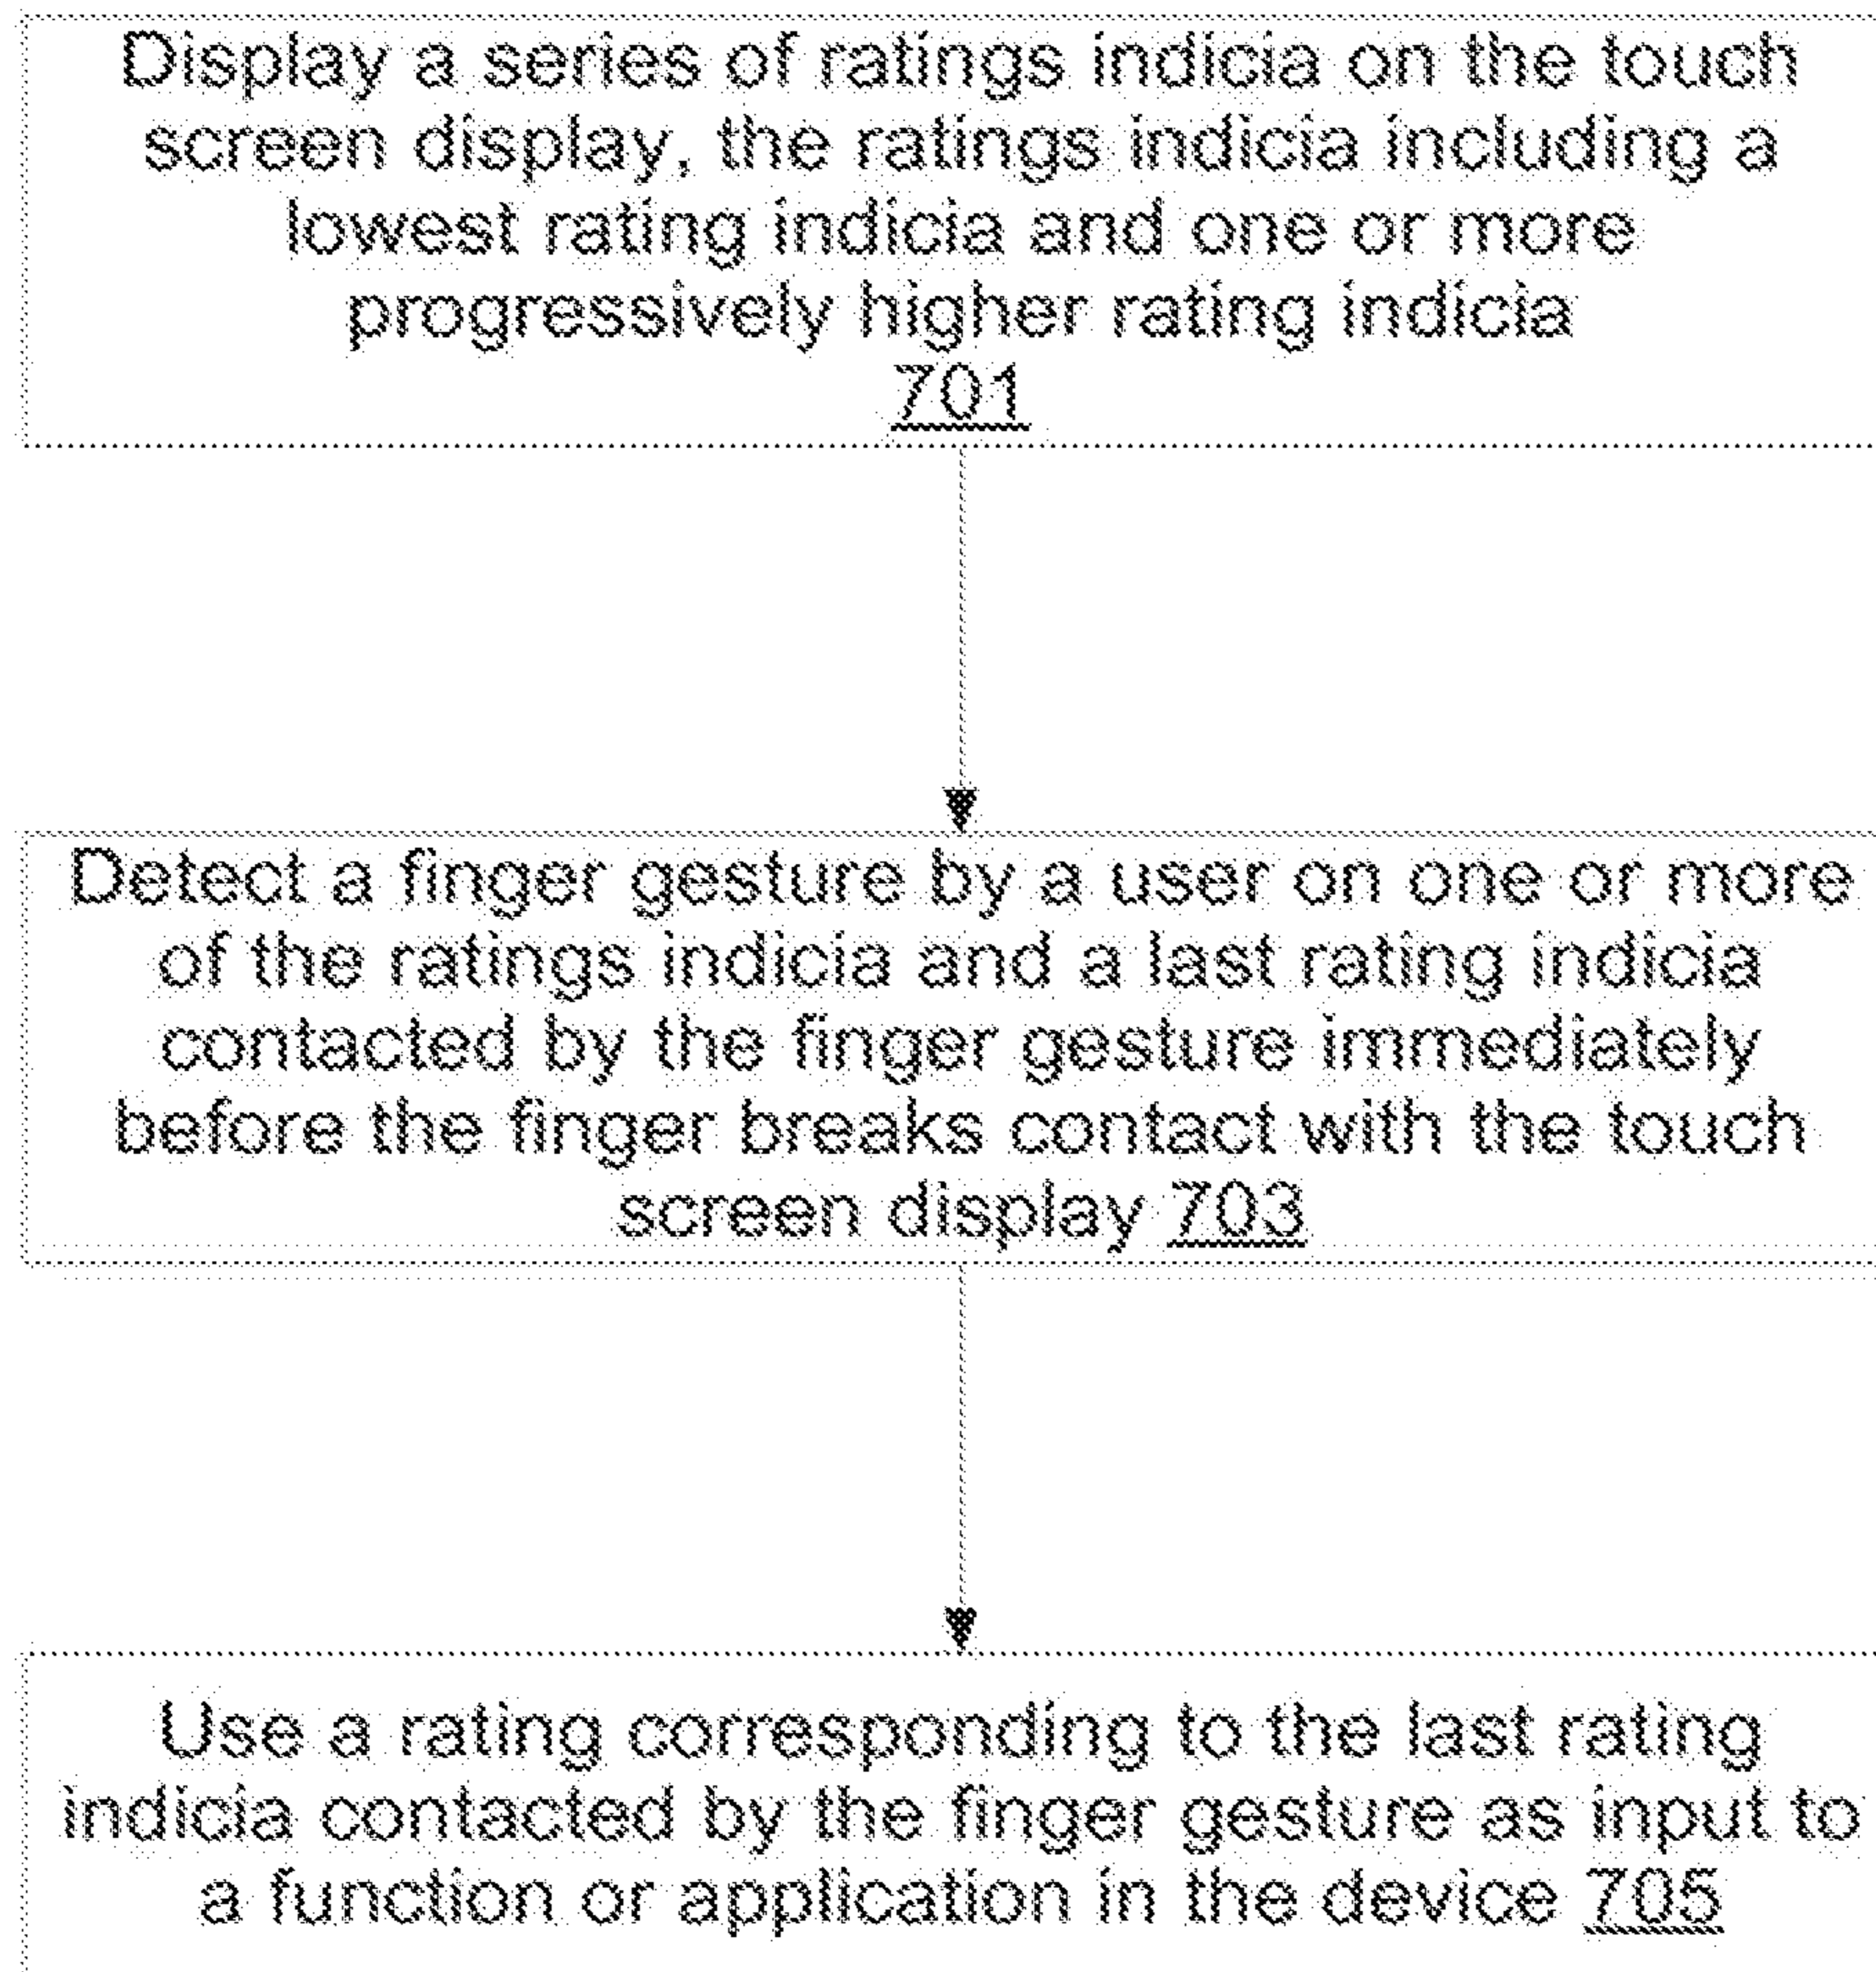 Display a series of ratings indicia on the touch
screen display, the ratings indicia including a
lowest rating indicia and one or more
progressively higher rating indicia
701
Detect a finger gesture by a user on one or more
of the ratings indicia and a last rating indicia
contacted by the finger gesture immediately
before the finger breaks contact with the touch
screen display 703
Use a rating corresponding to the last rating
indicia contacted by the finger gesture as input to
a function or application in the device 705